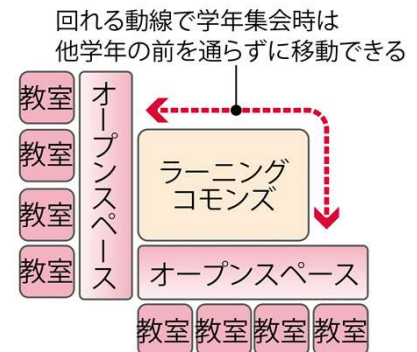 回れる動線で学年集会時は
他学年の前を通らずに移動できる
教室
教室
教室
教室
オープンスペース
ラーニング
コモンズ
オープンスペース
教室
教室
教室
教室